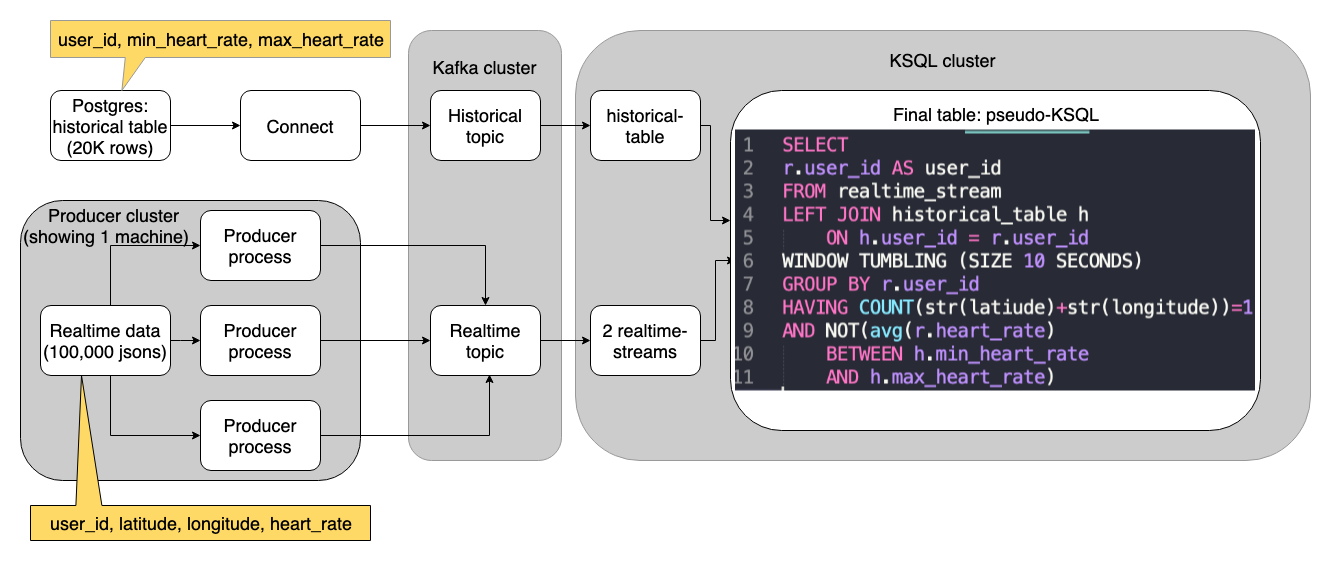 user_id, min_heart_rate, max_heart_rate
Postgres:
historical table
(20K rows)
Connect
Kafka cluster
Historical
topic
KSQL cluster
historical-
table
Final table: pseudo-KSQL
1 SELECT
2 r.user_id AS user_id
3 FROM realtime_stream
4 LEFT JOIN historical_table h
5 ON h.user_id = r.user_id
6 WINDOW TUMBLING (SIZE 10 SECONDS)
7 GROUP BY r.user_id
8 HAVING COUNT(str(latiude)+str(longitude))=1
9 AND NOT(avg(r.heart_rate)
10 BETWEEN h.min_heart_rate
11 AND h.max_heart_rate)
Producer cluster
(showing 1 machine)
Producer
process
Realtime data
(100,000 jsons)
Producer
process
Producer
process
Realtime
topic
2 realtime-
streams
user_id, latitude, longitude, heart_rate